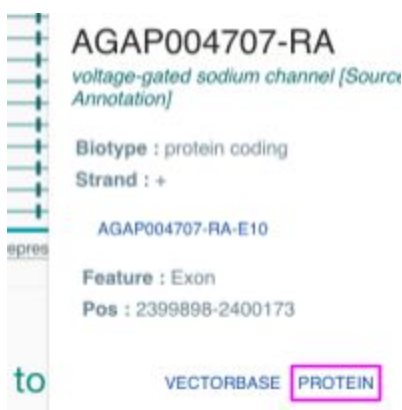 AGAP004707-RA
voltage-gated sodium channel [Source
Annotation]
Biotype : protein coding
Strand : +
AGAP004707-RA-E10
epres
Feature : Exon
Pos : 2399898-2400173
to
VECTORBASE PROTEIN